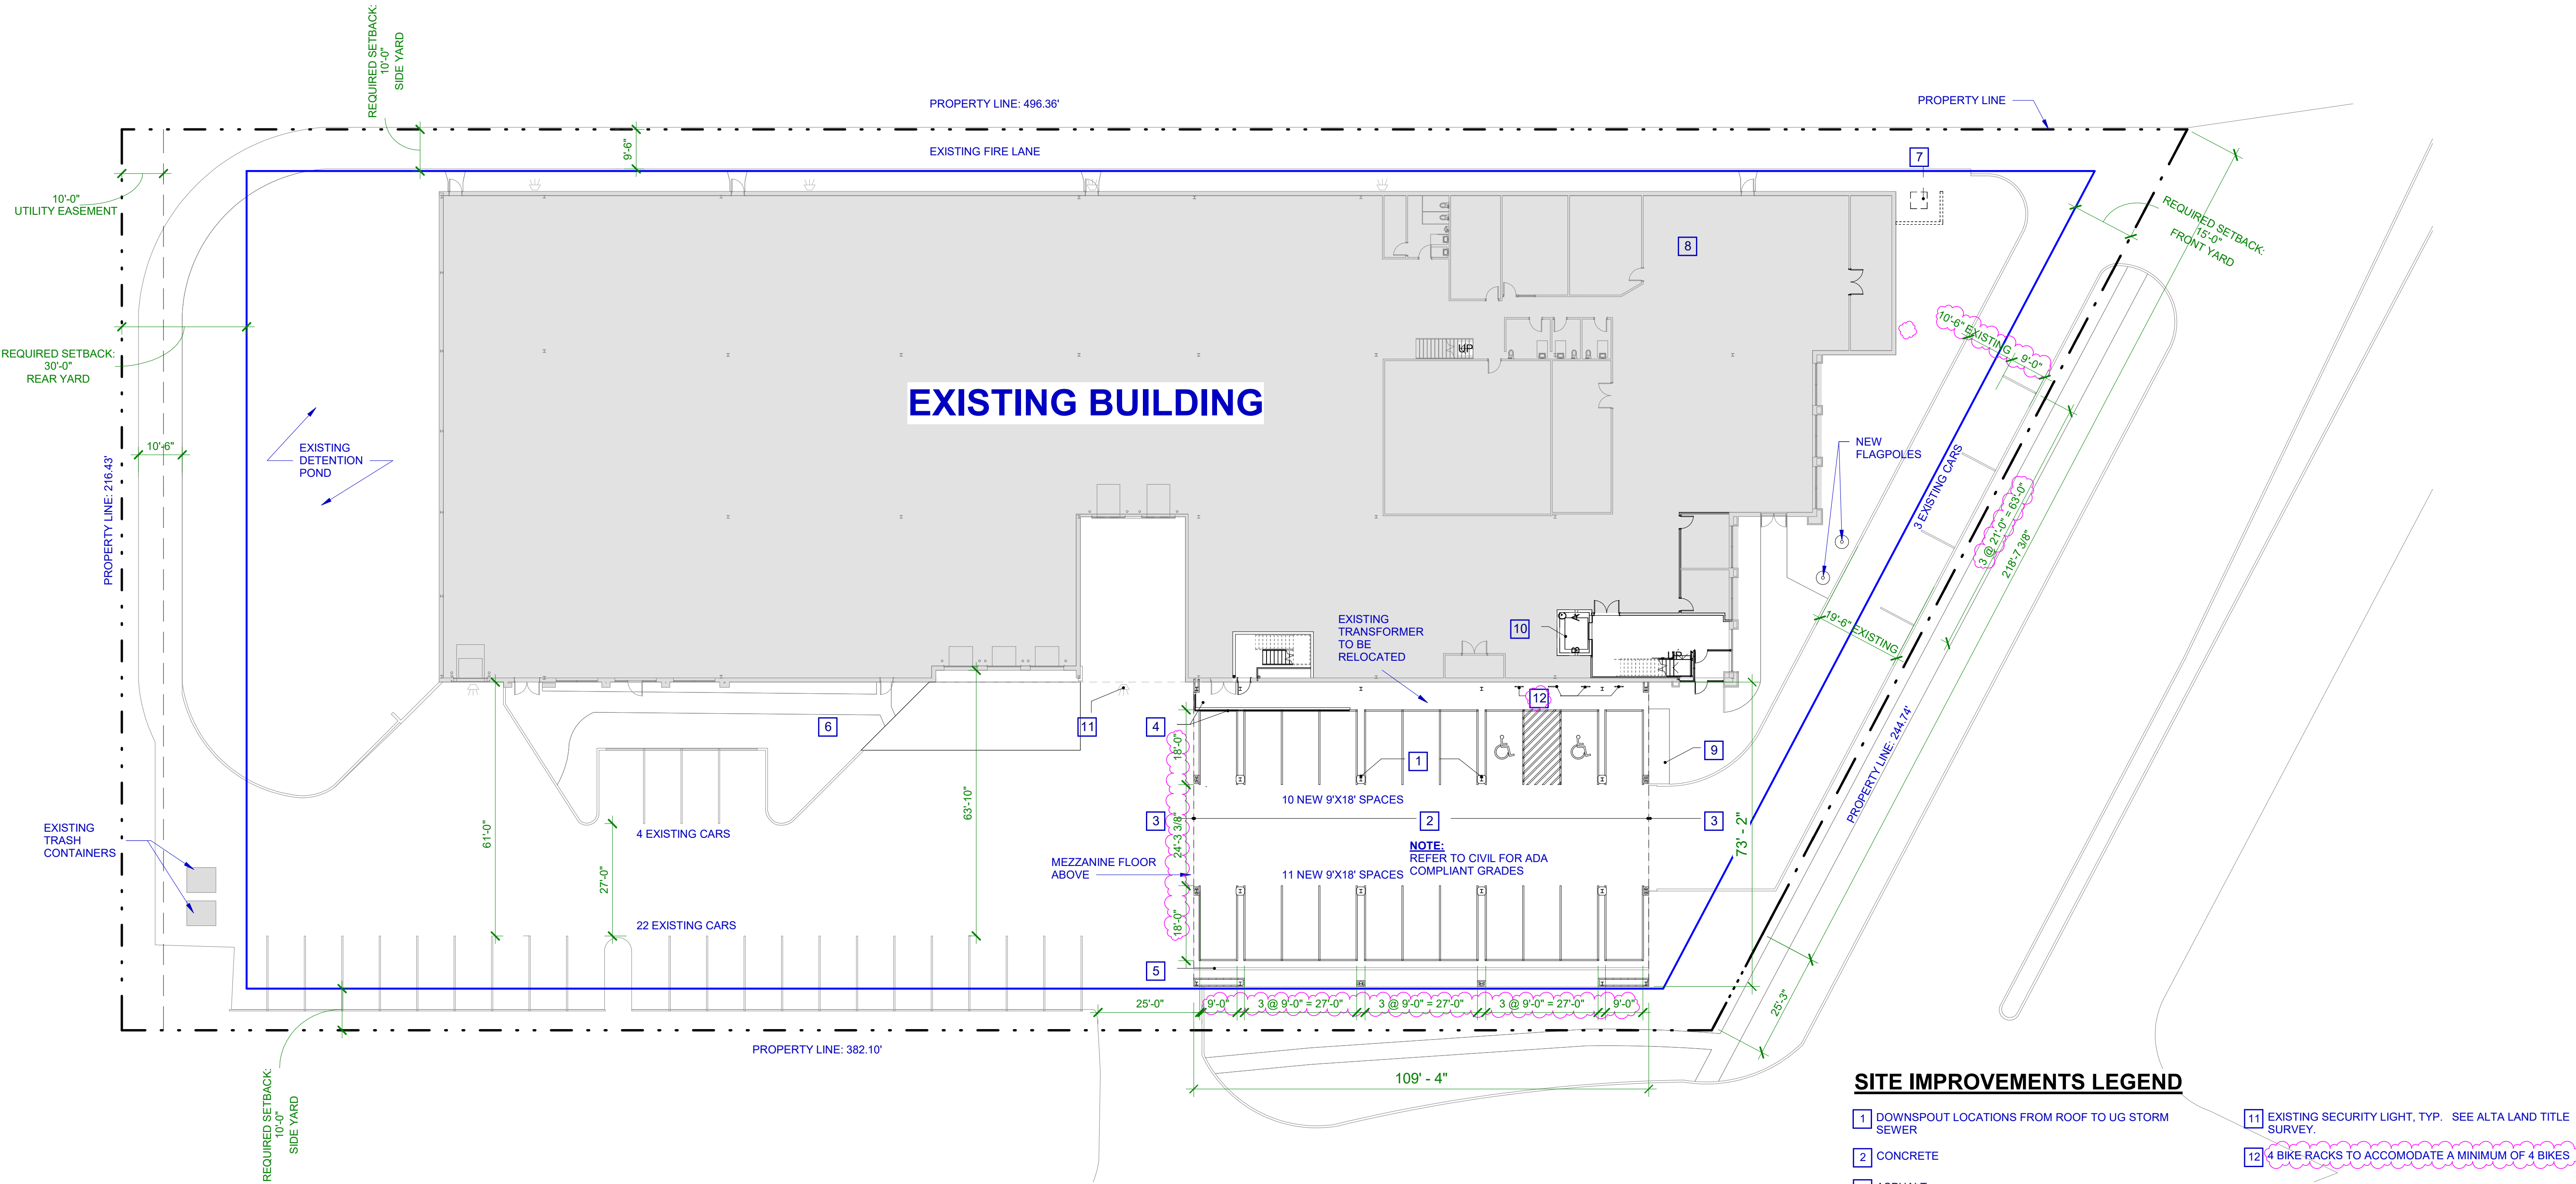 REQUIRED SETBACK:
10'-0"
SIDE YARD
PROPERTY LINE: 496.36'
PROPERTY LINE
EXISTING FIRE LANE
9'-6"
7
10'-0"
UTILITY EASEMENT
REQUIRED SETBACK:
15'-0"
FRONT YARD
8
10'-6" EXISTING
9'-0"
REQUIRED SETBACK:
30'-0"
REAR YARD
UP
EXISTING BUILDING
10'-6"
EXISTING
DETENTION
POND
NEW
FLAGPOLES
PROPERTY LINE: 216.43'
3 EXISTING CARS
3 @ 21'-0" = 63'-0"
218'-7 3/8"
19'-6" EXISTING
EXISTING
TRANSFORMER
TO BE
RELOCATED
10
UP
12
6
11
4
18'-0"
1
9
PROPERTY LINE: 244.74'
10 NEW 9'X18' SPACES
3
2
3
4 EXISTING CARS
61'-0"
63'-10"
24'-3 3/8"
73' - 2"
EXISTING
TRASH
CONTAINERS
NOTE:
REFER TO CIVIL FOR ADA
COMPLIANT GRADES
MEZZANINE FLOOR
ABOVE
11 NEW 9'X18' SPACES
27'-0"
22 EXISTING CARS
18'-0"
5
25'-0"
9'-0"
3 @ 9'-0" = 27'-0"
3 @ 9'-0" = 27'-0"
3 @ 9'-0" = 27'-0"
9'-0"
25'-3"
PROPERTY LINE: 382.10'
109' - 4"
REQUIRED SETBACK:
10'-0"
SIDE YARD
SITE IMPROVEMENTS LEGEND
1 DOWNSPOUT LOCATIONS FROM ROOF TO UG STORM
SEWER
2 CONCRETE
11 EXISTING SECURITY LIGHT, TYP. SEE ALTA LAND TITLE
SURVEY.
12 4 BIKE RACKS TO ACCOMODATE A MINIMUM OF 4 BIKES